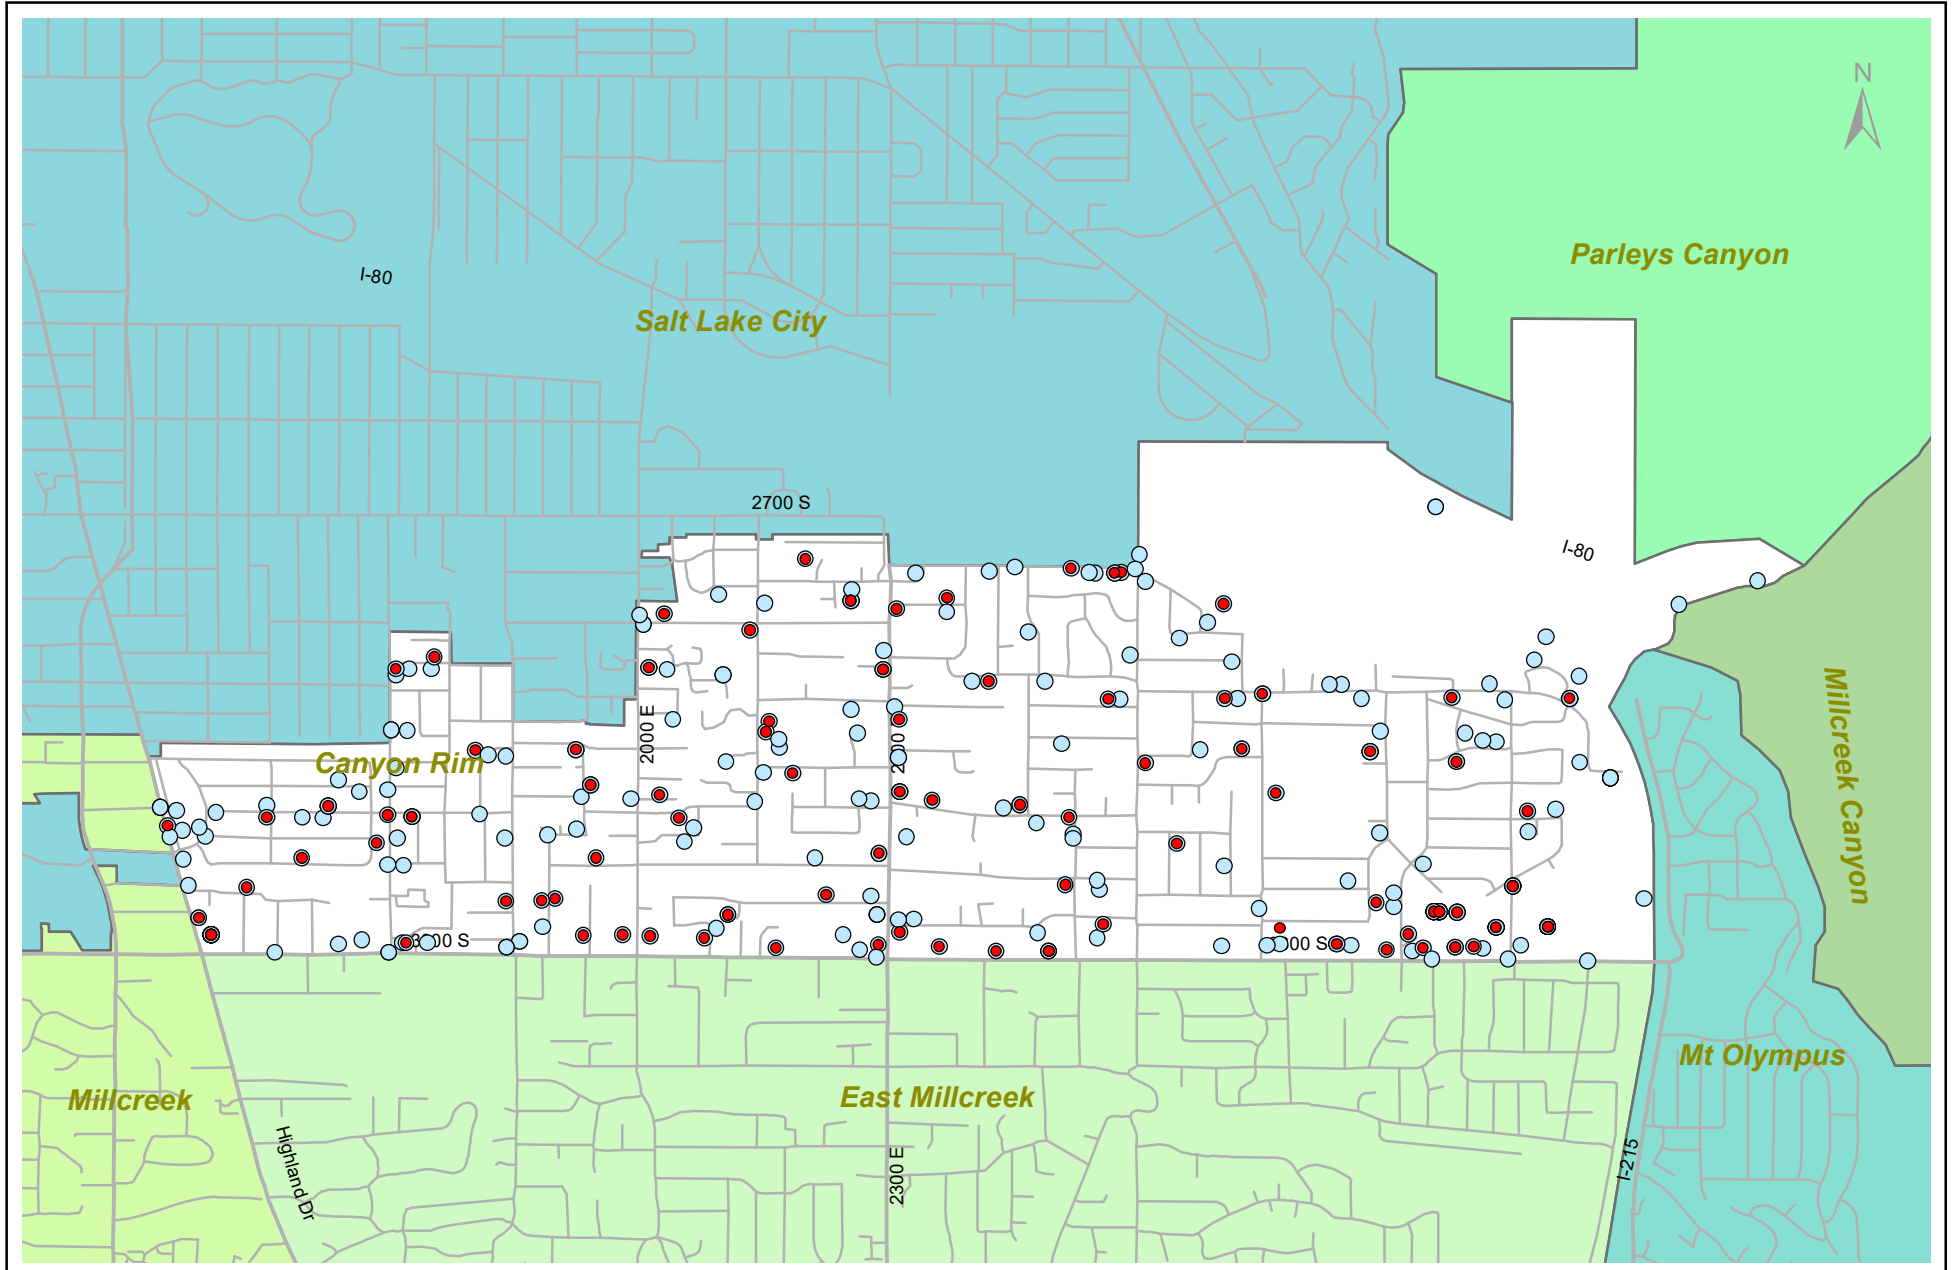 N
Parleys Canyon
I-80
Salt Lake City
2700 S
I-80
2000 E
Canyon Rim
Millcreek Canyon
Mt Olympus
Millcreek
East Millcreek
Highland Dr
2300 E
I-215